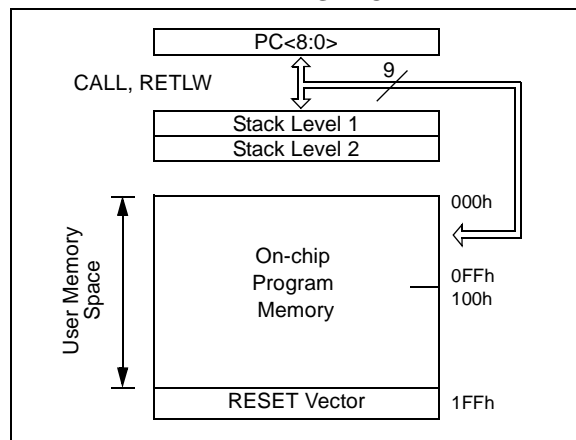 PC<8:0>
9
CALL, RETLW
Stack Level 1
Stack Level 2
000h
User Memory
Space
On-chip
Program
Memory
0FFh
100h
RESET Vector
1FFh